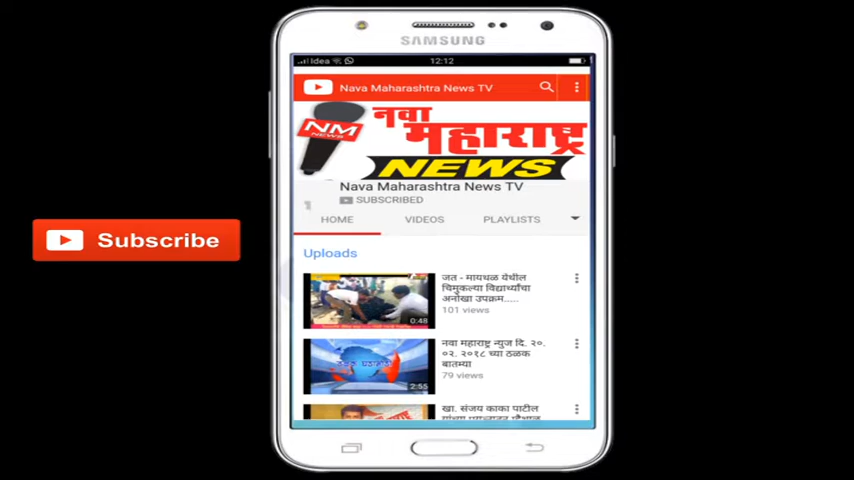 SAMSUNG
Idea
12:12
Nava Maharashtra News TV
NM
NEWS
नवा
महाराष्ट्र
NEWS
Nava Maharashtra News TV
SUBSCRIBED
HOME VIDEOS PLAYLISTS
Subscribe
Uploads
जत - मायथळ येथील
चिमुकल्या विद्यार्थ्यांचा
अनोखा उपक्रम.....
101 views
0:48
नवा महाराष्ट्र न्युज दि. २०.
०२. २०१८ च्या ठळक
बातम्या
79 views
2:55
खा. संजय काका पाटील